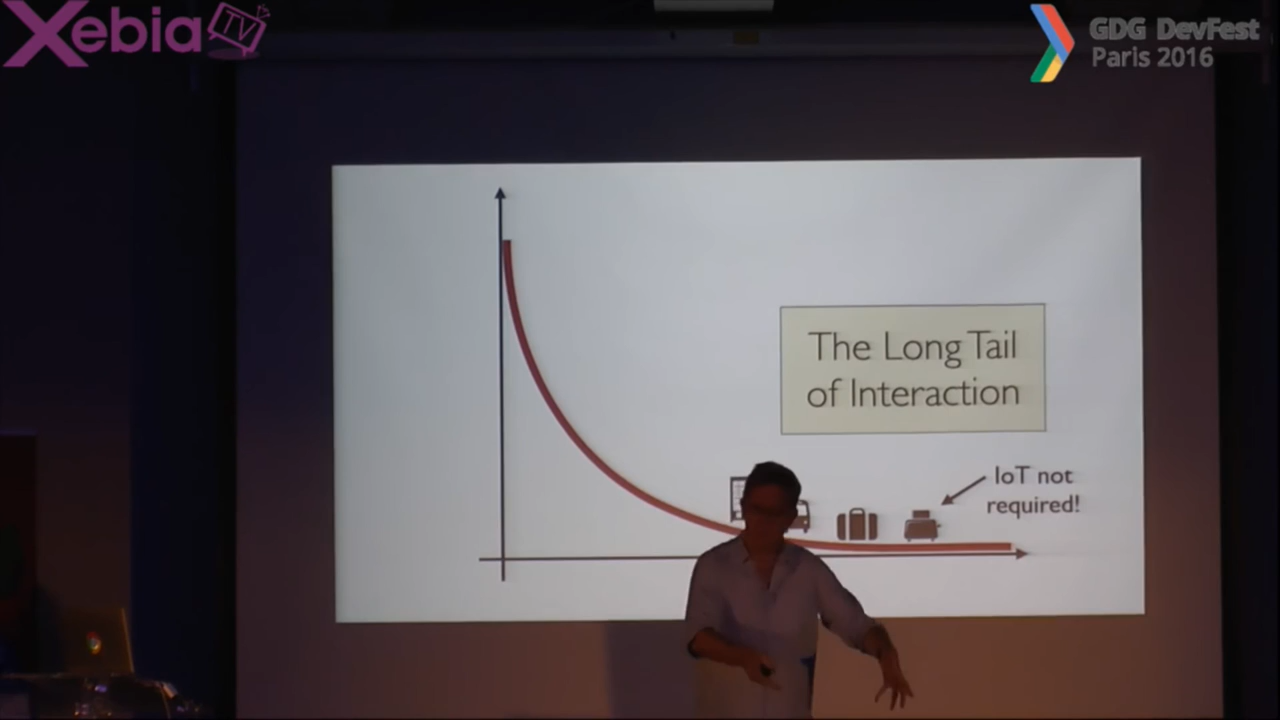 Xebia TV
GDG DevFest
Paris 2016
The Long Tail
of Interaction
IoT not
required!